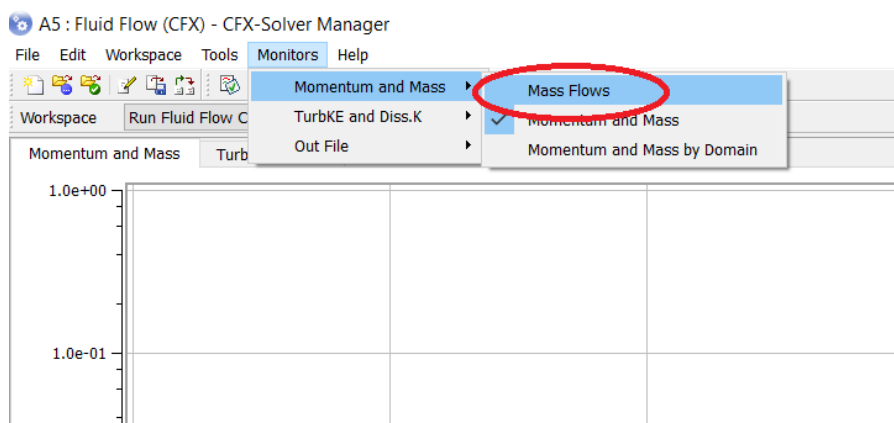 A5 : Fluid Flow (CFX) - CFX-Solver Manager
File Edit Workspace Tools Monitors Help
Workspace Run Fluid Flow C
Momentum and Mass
TurbKE and Diss.K
Out File
Mass Flows
Momentum and Mass
Momentum and Mass by Domain
Momentum and Mass Turb
1.0e+00
1.0e-01